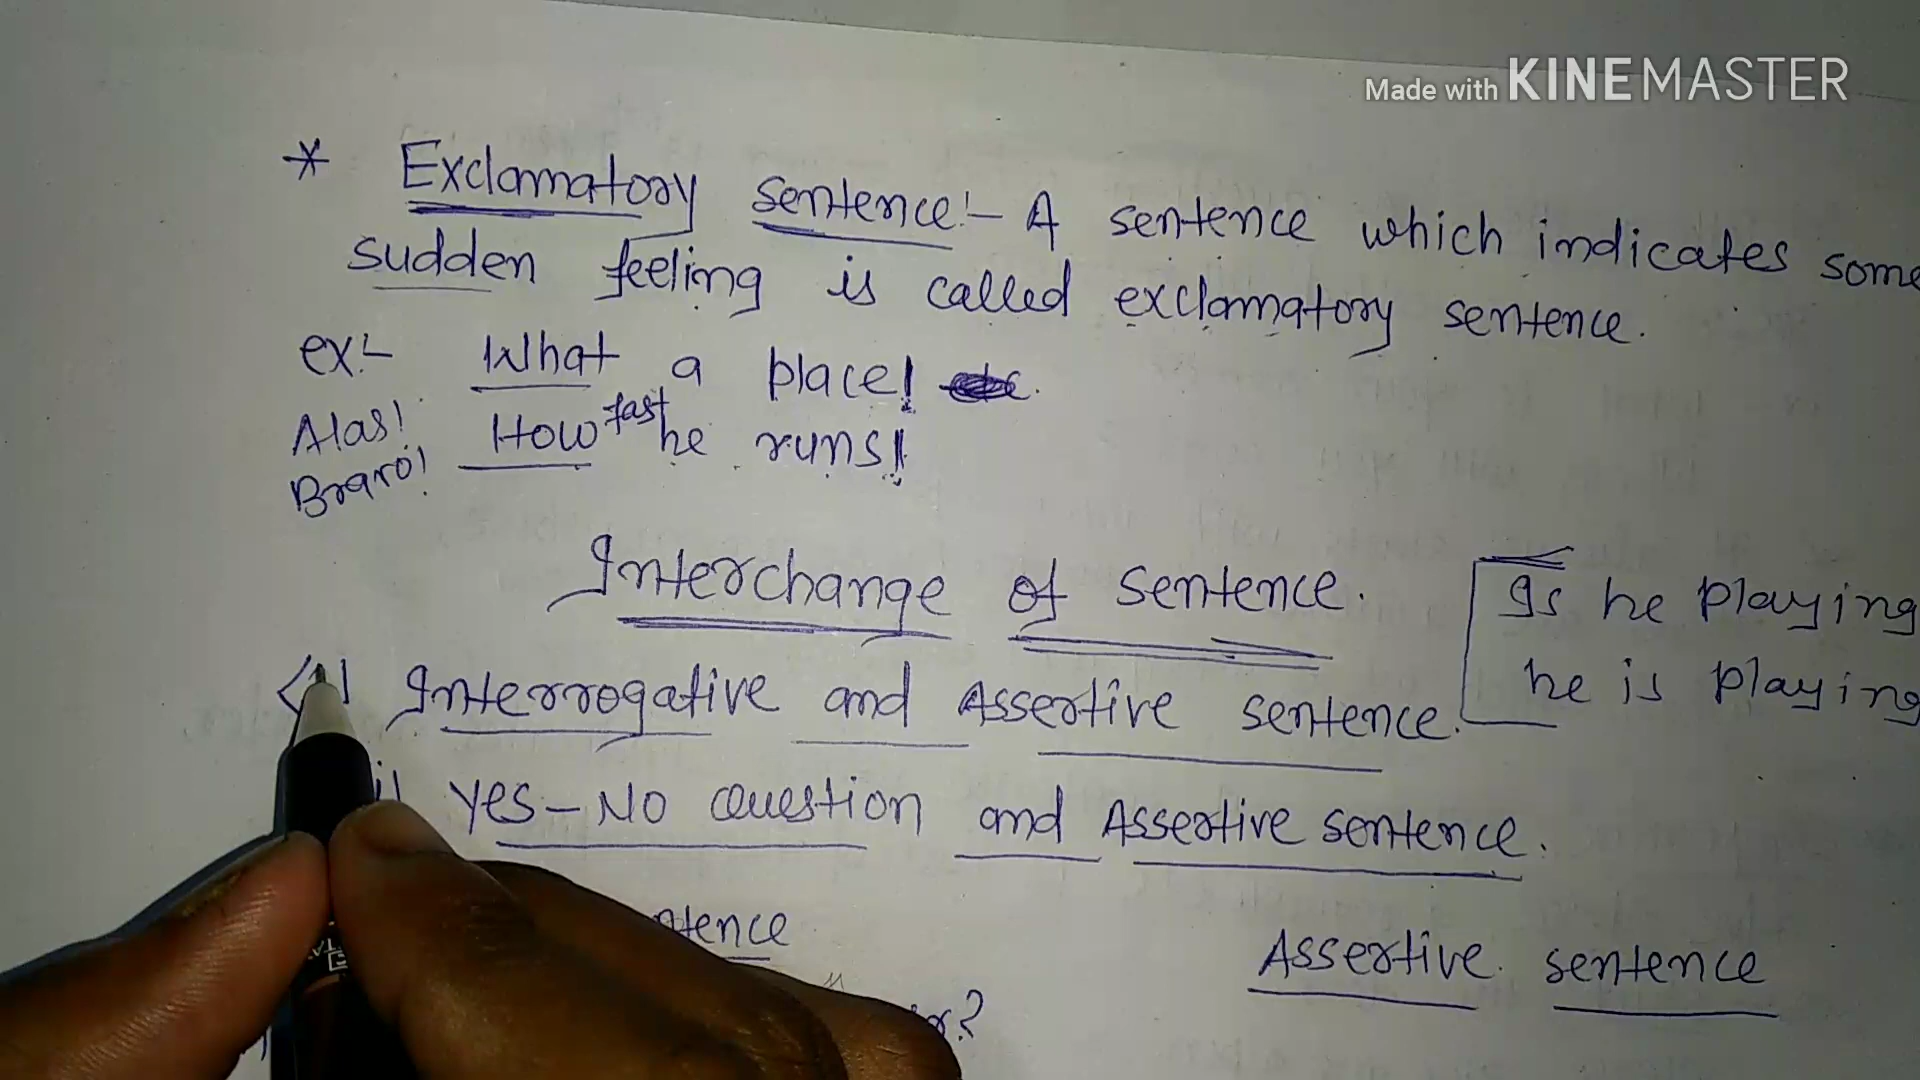 Made with KINEMASTER
* Exclamatory sentence:- A sentence which indicates some
sudden feeling is called exclamatory sentence.
ex:- What a place!
Alas! How fast he runs!
Bravo!
Interchange of sentence.
Is he playing
he is playing
Interrogative and Assertive sentence.
Yes-No Question and Assertive sentence.
Assertive sentence